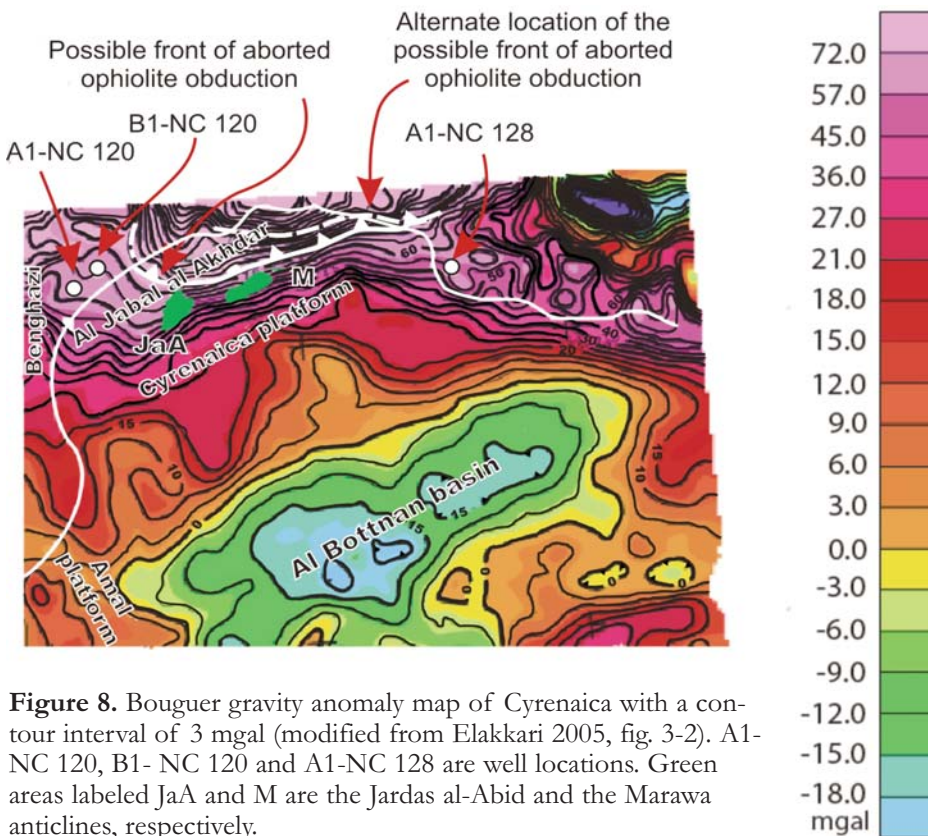 Possible front of aborted
ophiolite obduction
Alternate location of the
possible front of aborted
ophiolite obduction
B1-NC 120
A1-NC 120
A1-NC 128
Benghazi
Al Jabal al Akhdar
M
JaA
Cyrenaica platform
60
50
60
40
30
20
15
10
15
0
0
Al Bottnan basin
15
15
0
0
0
Amal
platform
72.0
57.0
45.0
36.0
27.0
21.0
18.0
15.0
12.0
9.0
6.0
3.0
0.0
-3.0
-6.0
-9.0
-12.0
-15.0
-18.0
mgal
Figure 8. Bouguer gravity anomaly map of Cyrenaica with a con-
tour interval of 3 mgal (modified from Elakkari 2005, fig. 3-2). A1-
NC 120, B1- NC 120 and A1-NC 128 are well locations. Green
areas labeled JaA and M are the Jardas al-Abid and the Marawa
anticlines, respectively.